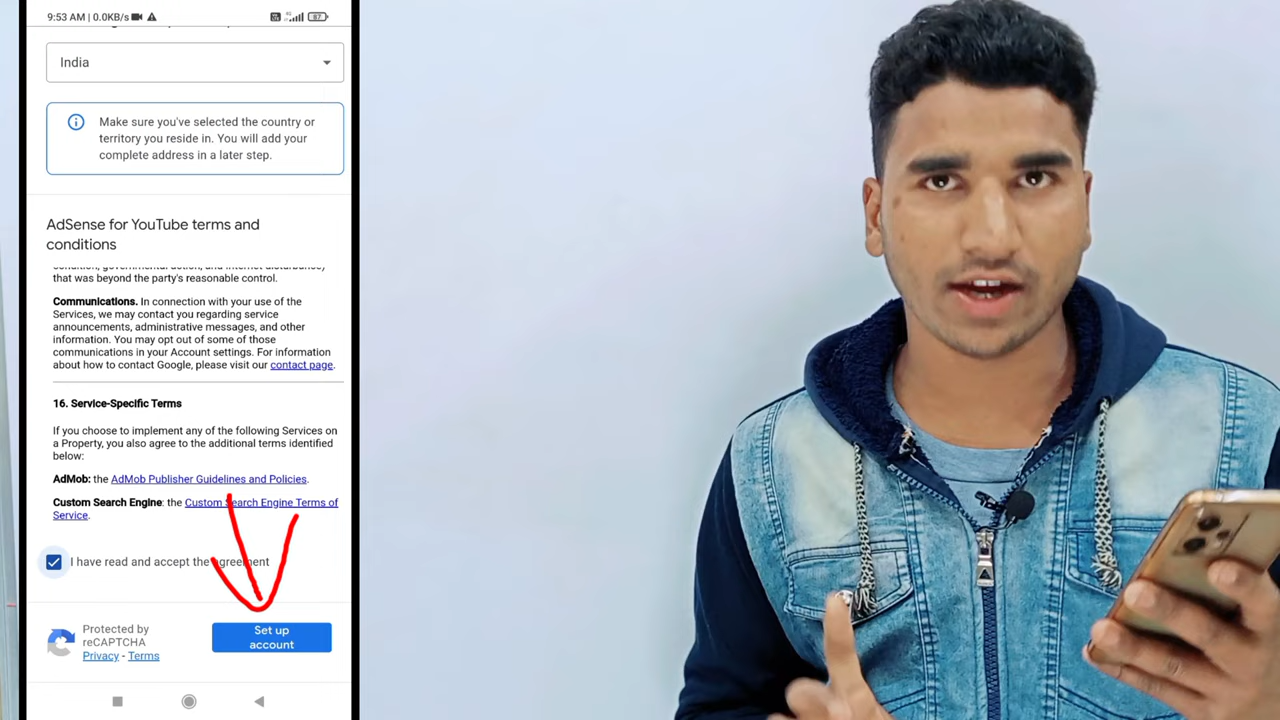 9:53 AM | 0.0KB/s
87
India
Make sure you've selected the country or
territory you reside in. You will add your
complete address in a later step.
AdSense for YouTube terms and
conditions
condition, governmental action, and internet disturbance)
that was beyond the party's reasonable control.
Communications. In connection with your use of the
Services, we may contact you regarding service
announcements, administrative messages, and other
information. You may opt out of some of those
communications in your Account settings. For information
about how to contact Google, please visit our contact page.
16. Service-Specific Terms
If you choose to implement any of the following Services on
a Property, you also agree to the additional terms identified
below:
AdMob: the AdMob Publisher Guidelines and Policies.
Custom Search Engine: the Custom Search Engine Terms of
Service.
I have read and accept the agreement
Protected by
reCAPTCHA
Privacy - Terms
Set up
account